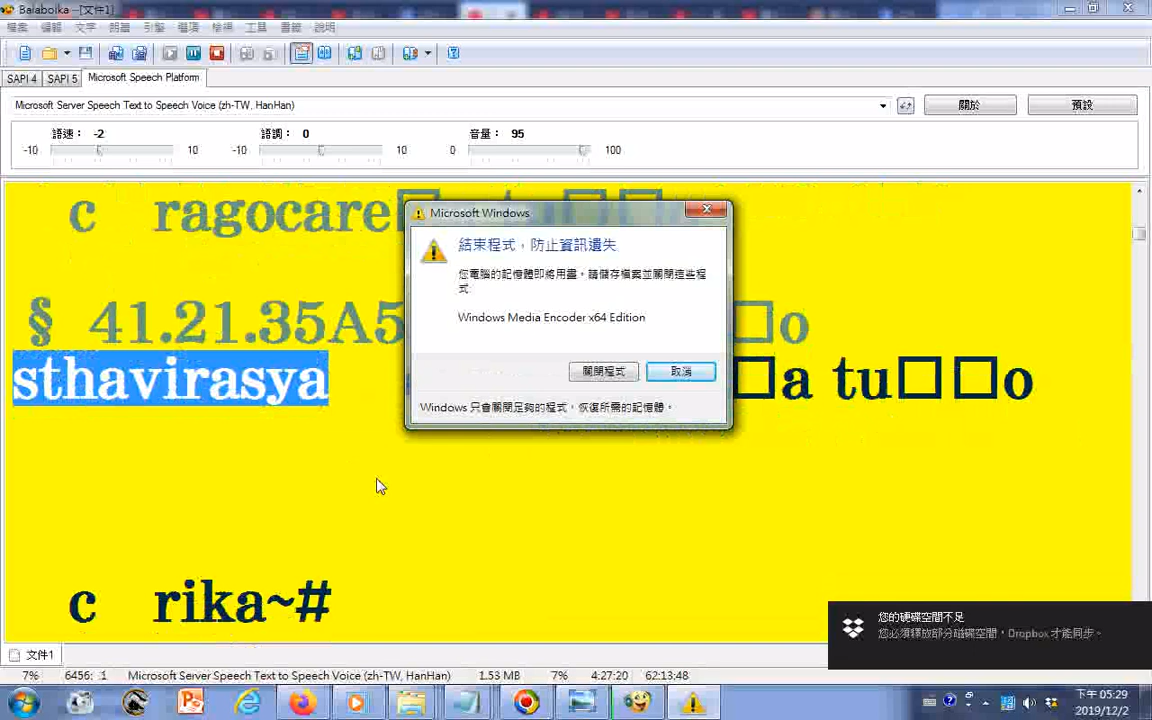 Balabolka - [文件1]
檔案 編輯 文字 朗讀 引擎 選項 檢視 工具 書籤 說明
SAPI 4 SAPI 5 Microsoft Speech Platform
Microsoft Server Speech Text to Speech Voice (zh-TW, HanHan) 關於 預設
語速: -2 語調: 0 音量: 95
-10 10 -10 10 0 100
c ragocare
§ 41.21.35A5 □o
sthavirasya □a tu□□o
c rika~#
Microsoft Windows
結束程式，防止資訊遺失
您電腦的記憶體即將用盡。請儲存檔案並關閉這些程
式:
Windows Media Encoder x64 Edition
關閉程式 取消
Windows 只會關閉足夠的程式，恢復所需的記憶體。
您的硬碟空間不足
您必須釋放部分磁碟空間，Dropbox 才能同步。
文件1
7% 6456: 1 Microsoft Server Speech Text to Speech Voice (zh-TW, HanHan) 1.53 MB 7% 4:27:20 62:13:48
下午 05:29
2019/12/2